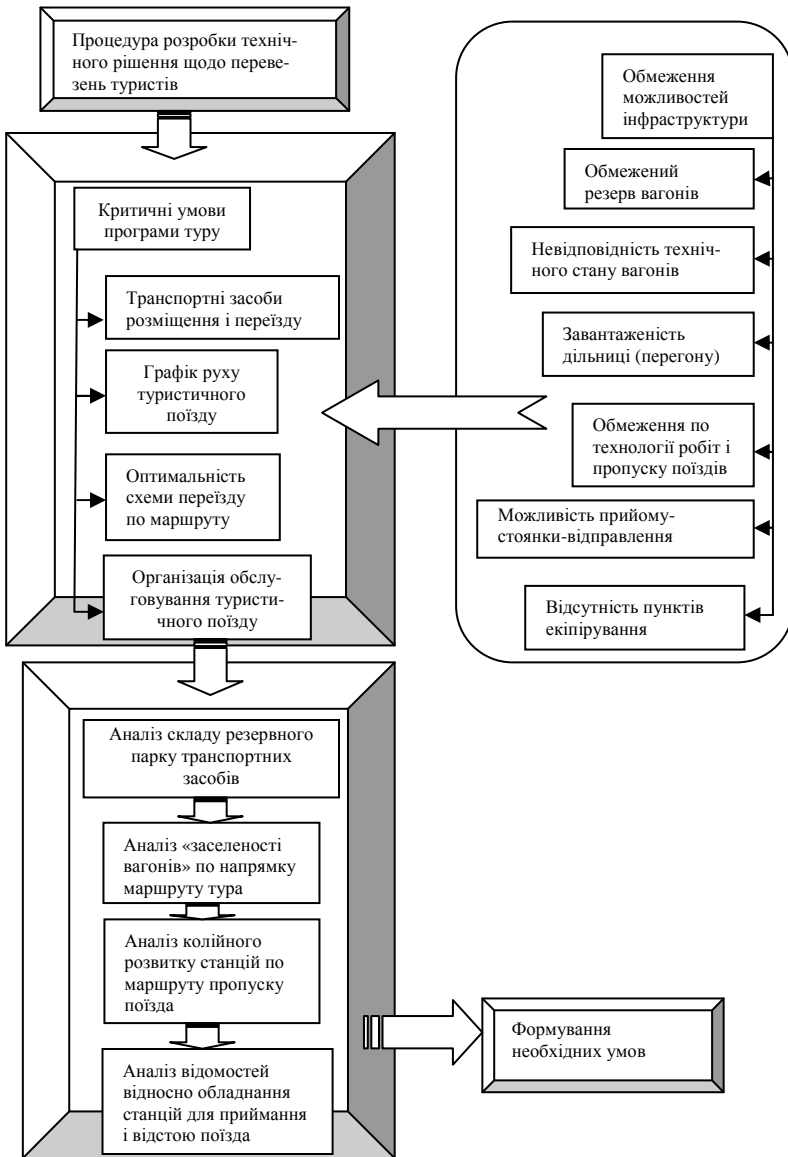 Процедура розробки техніч-
ного рішення щодо переве-
зень туристів
Критичні умови
програми туру
Транспортні засоби
розміщення і переїзду
Графік руху
туристичного
поїзду
Оптимальність
схеми переїзду
по маршруту
Організація обслу-
говування туристи-
чного поїзду
Обмеження
можливостей
інфраструктури
Обмежений
резерв вагонів
Невідповідність техніч-
ного стану вагонів
Завантаженість
дільниці (перегону)
Обмеження по
технології робіт і
пропуску поїздів
Можливість прийому-
стоянки-відправлення
Відсутність пунктів
екіпірування
Аналіз складу резервного
парку транспортних
засобів
Аналіз «заселеності
вагонів» по напрямку
маршруту тура
Аналіз колійного
розвитку станцій по
маршруту пропуску
поїзда
Аналіз відомостей
відносно обладнання
станцій для приймання
і відстою поїзда
Формування
необхідних умов